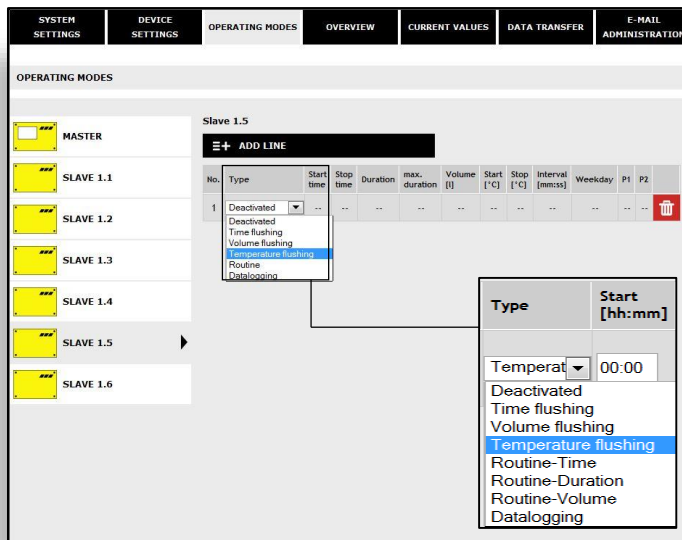 SYSTEM SETTINGS
DEVICE SETTINGS
OPERATING MODES
OVERVIEW
CURRENT VALUES
DATA TRANSFER
E-MAIL ADMINISTRATION
OPERATING MODES
MASTER
SLAVE 1.1
SLAVE 1.2
SLAVE 1.3
SLAVE 1.4
SLAVE 1.5
SLAVE 1.6
Slave 1.5
ADD LINE
No. Type Start time Stop time Duration max. duration Volume [l] Start [°C] Stop [°C] Interval [mm:ss] Weekday P1 P2
1 Deactivated -- -- -- -- -- -- -- -- -- -- --
Deactivated
Time flushing
Volume flushing
Temperature flushing
Routine
Datalogging
Type Start [hh:mm]
Temperat 00:00
Deactivated
Time flushing
Volume flushing
Temperature flushing
Routine-Time
Routine-Duration
Routine-Volume
Datalogging